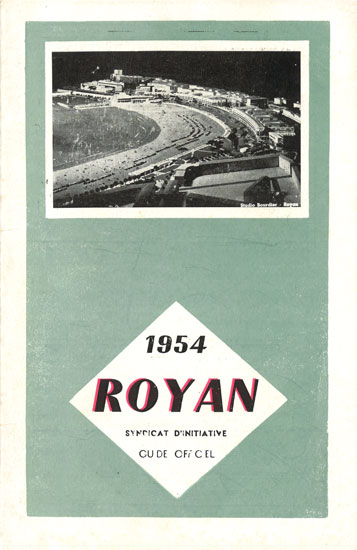 Studio Bourdier - Royan
1954
ROYAN
SYNDICAT D'INITIATIVE
GUIDE OFFICIEL